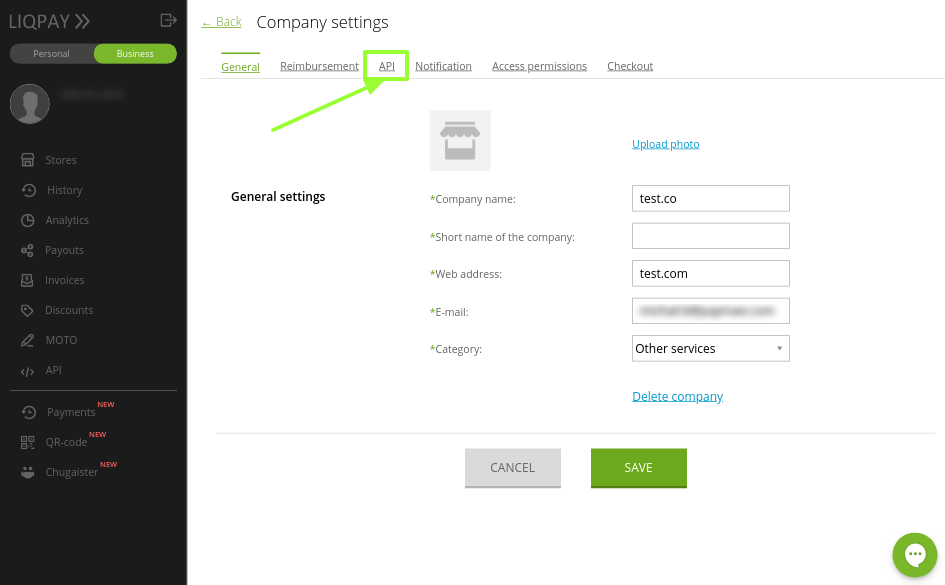 LIQPAY
Personal
Business
Stores
History
Analytics
Payouts
Invoices
Discounts
MOTO
API
Payments NEW
QR-code NEW
Chugaister NEW
← Back Company settings
General Reimbursement API Notification Access permissions Checkout
Upload photo
General settings
*Company name: test.co
*Short name of the company:
*Web address: test.com
*E-mail:
*Category: Other services
Delete company
CANCEL SAVE